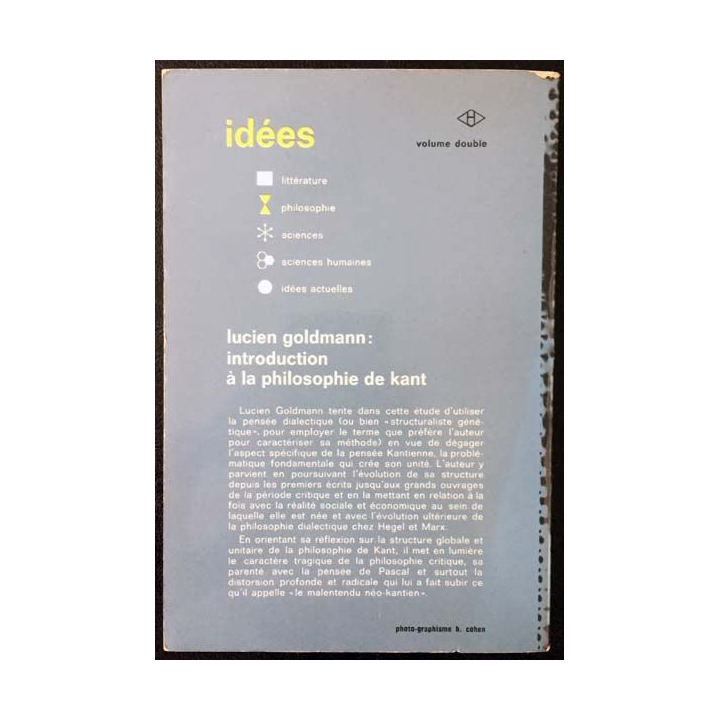 idées
H
volume double
littérature
philosophie
sciences
sciences humaines
idées actuelles
lucien goldmann:
introduction
à la philosophie de kant
Lucien Goldmann tente dans cette étude d'utiliser
la pensée dialectique (ou bien «structuraliste géné-
tique», pour employer le terme que préfère l'auteur
pour caractériser sa méthode) en vue de dégager
l'aspect spécifique de la pensée Kantienne, la problé-
matique fondamentale qui crée son unité. L'auteur y
parvient en poursuivant l'évolution de sa structure
depuis les premiers écrits jusqu'aux grands ouvrages
de la période critique et en la mettant en relation à la
fois avec la réalité sociale et économique au sein de
laquelle elle est née et avec l'évolution ultérieure de
la philosophie dialectique chez Hegel et Marx.
En orientant sa réflexion sur la structure globale et
unitaire de la philosophie de Kant, il met en lumière
le caractère tragique de la philosophie critique, sa
parenté avec la pensée de Pascal et surtout la
distorsion profonde et radicale qui lui a fait subir ce
qu'il appelle «le malentendu néo-kantien».
photo-graphisme h. cohen